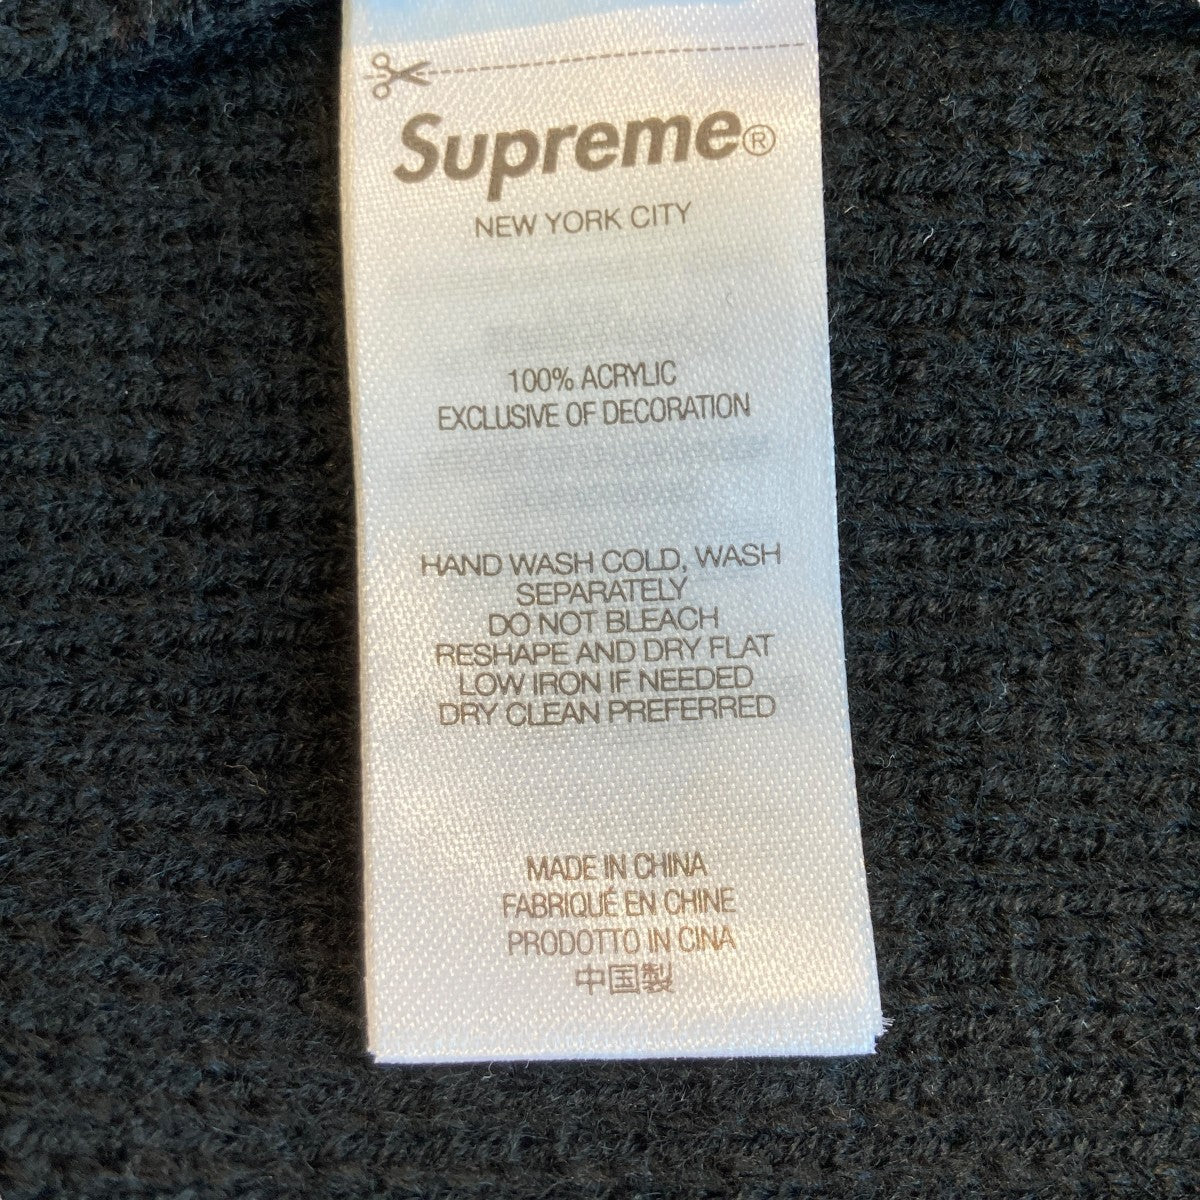 Supreme®
NEW YORK CITY
100% ACRYLIC
EXCLUSIVE OF DECORATION
HAND WASH COLD, WASH
SEPARATELY
DO NOT BLEACH
RESHAPE AND DRY FLAT
LOW IRON IF NEEDED
DRY CLEAN PREFERRED
MADE IN CHINA
FABRIQUÉ EN CHINE
PRODOTTO IN CINA
中国製